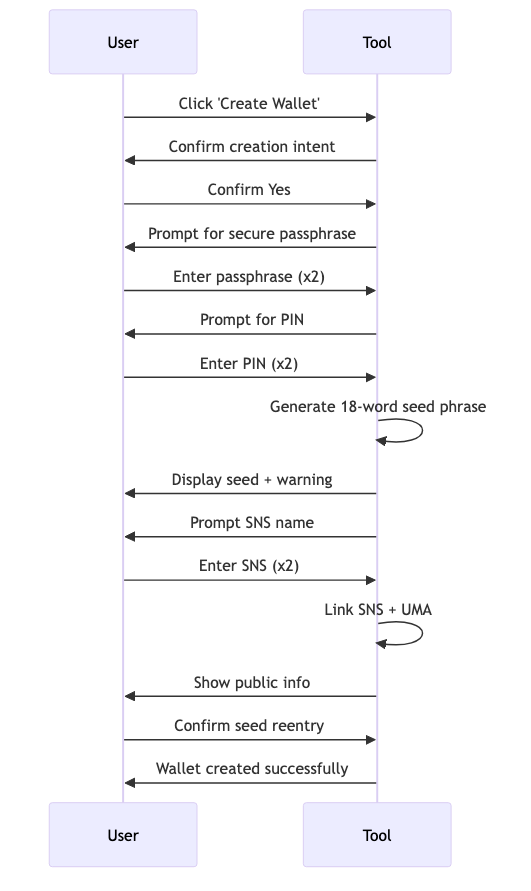 User
Tool
Click 'Create Wallet'
Confirm creation intent
Confirm Yes
Prompt for secure passphrase
Enter passphrase (x2)
Prompt for PIN
Enter PIN (x2)
Generate 18-word seed phrase
Display seed + warning
Prompt SNS name
Enter SNS (x2)
Link SNS + UMA
Show public info
Confirm seed reentry
Wallet created successfully
User
Tool